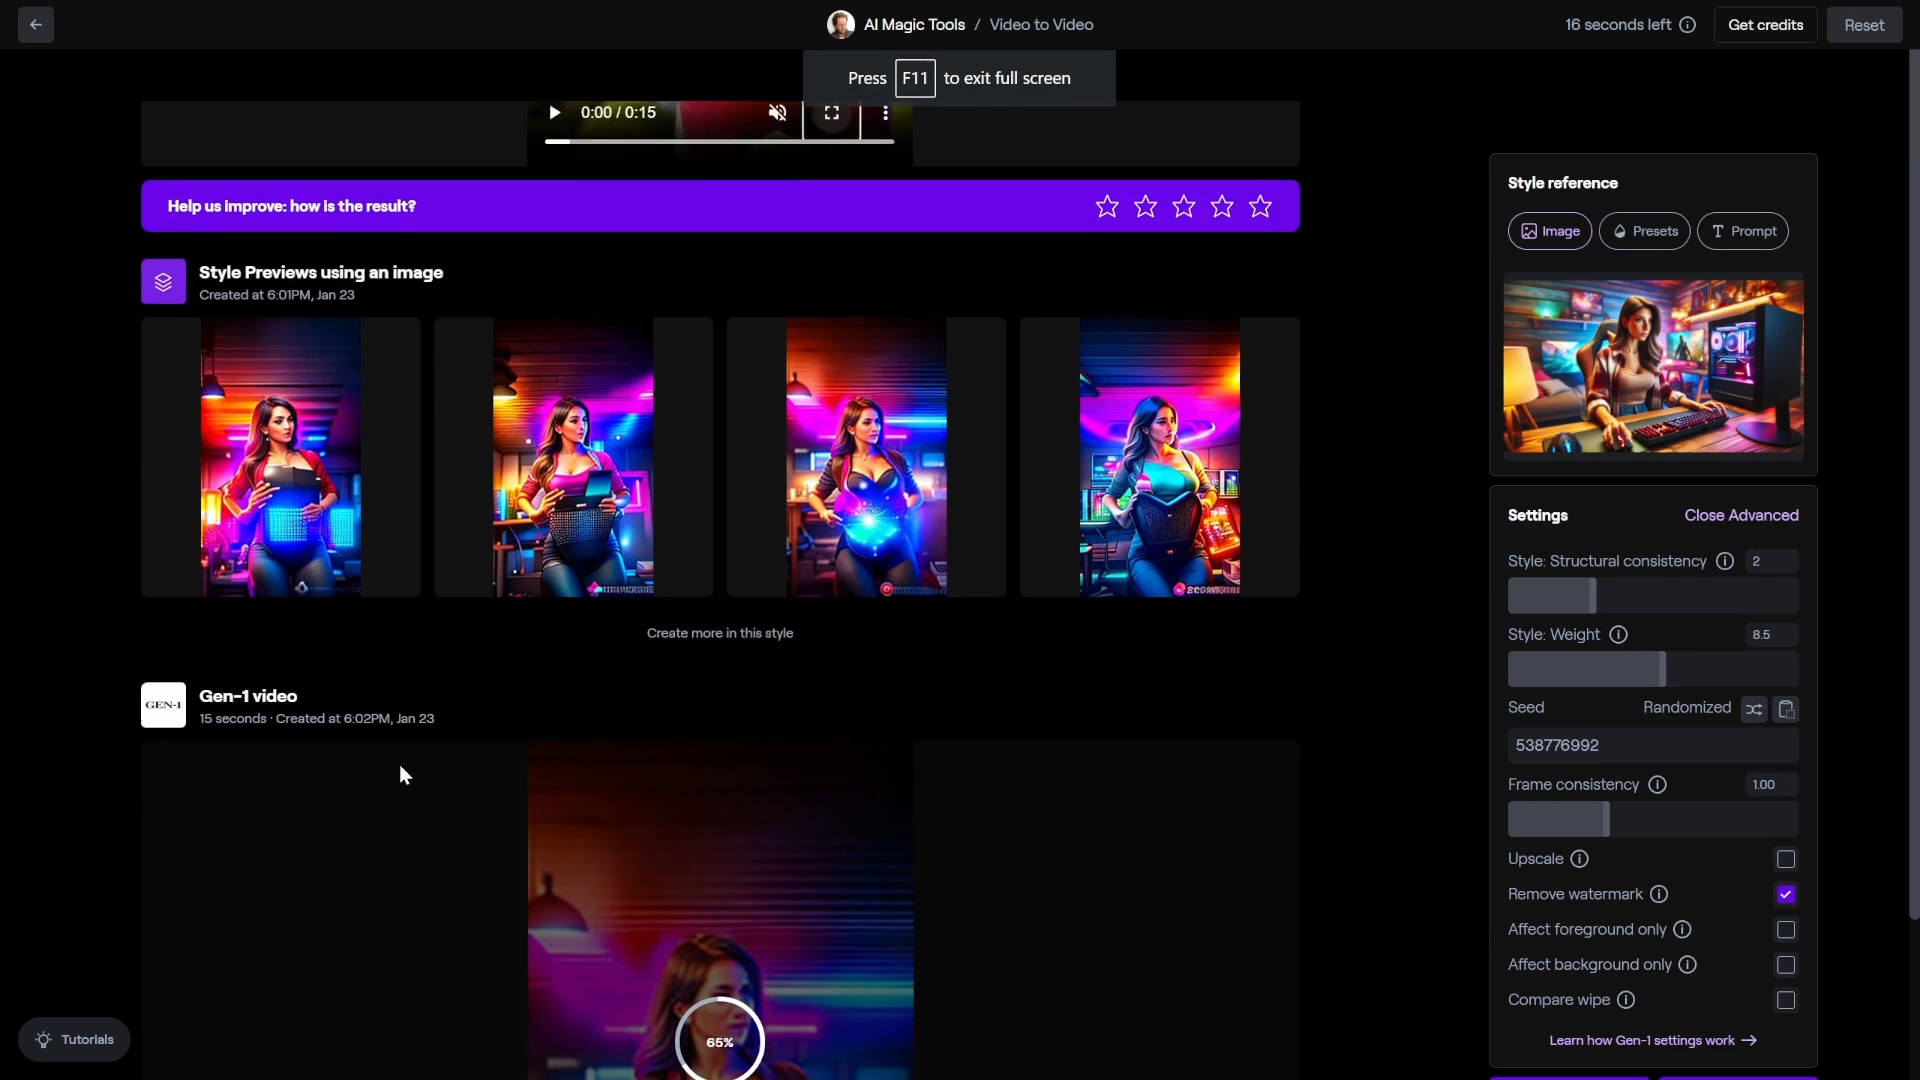 AI Magic Tools / Video to Video
16 seconds left
Get credits
Reset
Press F11 to exit full screen
0:00 / 0:15
Help us improve: how is the result?
Style Previews using an image
Created at 6:01PM, Jan 23
Create more in this style
GEN-1
Gen-1 video
15 seconds · Created at 6:02PM, Jan 23
65%
Tutorials
Style reference
Image
Presets
Prompt
Settings
Close Advanced
Style: Structural consistency
2
Style: Weight
8.5
Seed
Randomized
538776992
Frame consistency
1.00
Upscale
Remove watermark
Affect foreground only
Affect background only
Compare wipe
Learn how Gen-1 settings work →